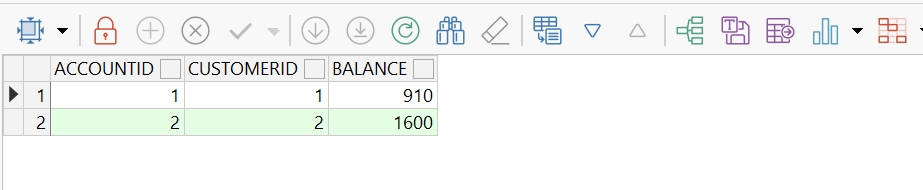 ACCOUNTID CUSTOMERID BALANCE
1 1 1 910
2 2 2 1600